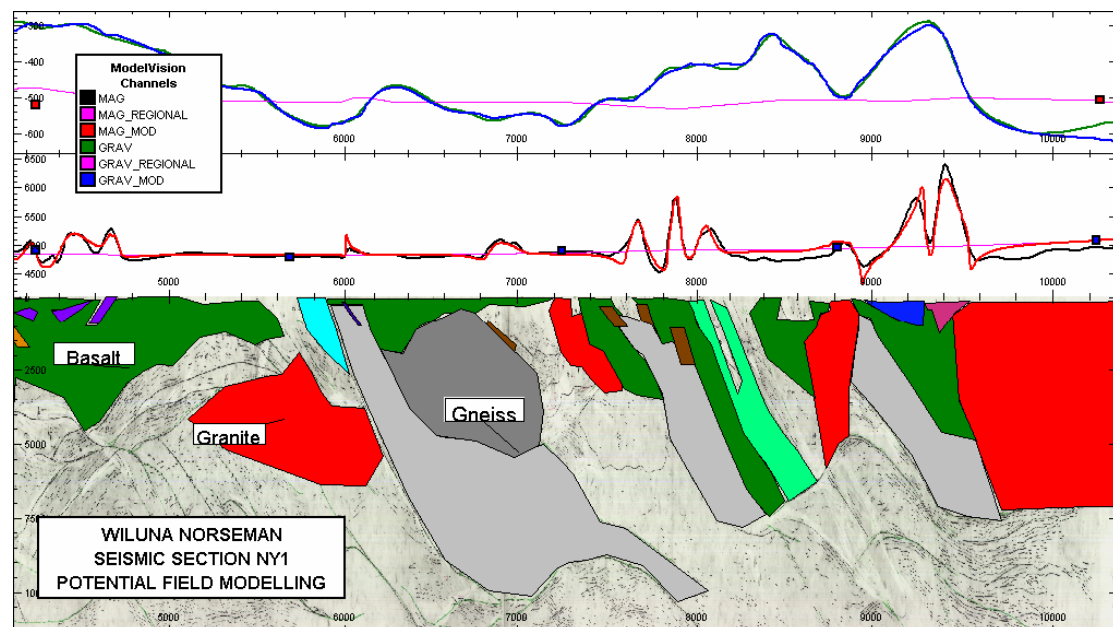 -300
-400
-500
-600
ModelVision
Channels
MAG
MAG_REGIONAL
MAG_MOD
GRAV
GRAV_REGIONAL
GRAV_MOD
6000 7000 8000 9000 10000
6500
6000
5500
5000
4500
5000 6000 7000 8000 9000 10000
0
2500
5000
Basalt
Granite
Gneiss
WILUNA NORSEMAN
SEISMIC SECTION NY1
POTENTIAL FIELD MODELLING
5000 6000 7000 8000 9000 10000